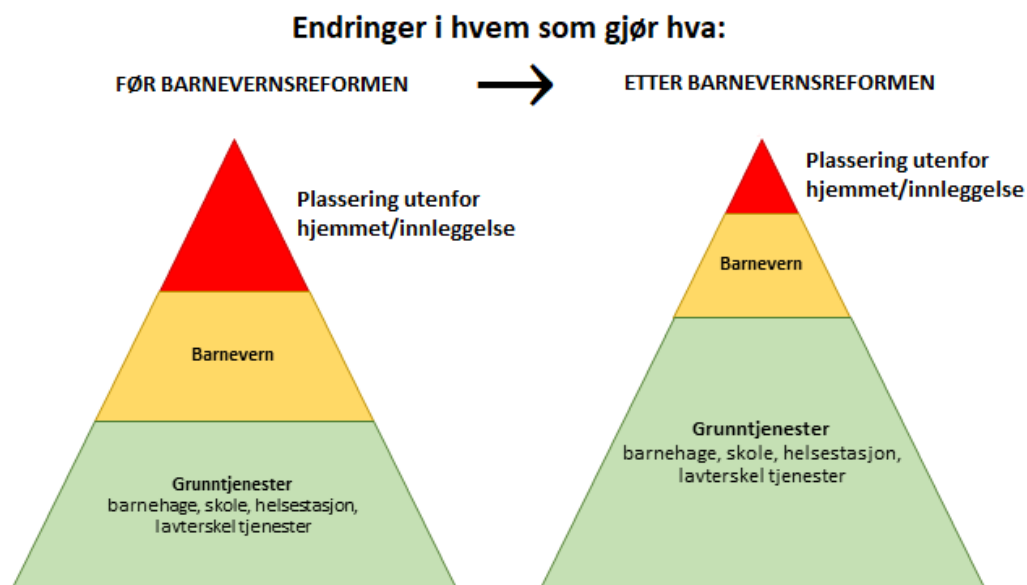 Endringer i hvem som gjør hva:
FØR BARNEVERNSREFORMEN → ETTER BARNEVERNSREFORMEN
Plassering utenfor
hjemmet/innleggelse
Barnevern
Grunntjenester
barnehage, skole, helsestasjon,
lavterskel tjenester
Plassering utenfor
hjemmet/innleggelse
Barnevern
Grunntjenester
barnehage, skole, helsestasjon,
lavterskel tjenester